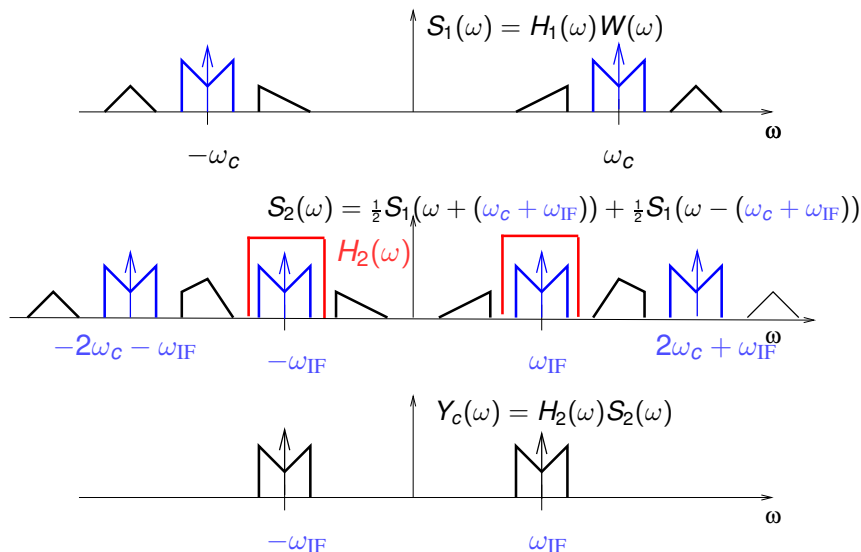 S₁(ω) = H₁(ω)W(ω)
ω
−ω_c
ω_c
S₂(ω) = ½S₁(ω + (ω_c + ω_IF)) + ½S₁(ω − (ω_c + ω_IF))
H₂(ω)
ω
−2ω_c − ω_IF
−ω_IF
ω_IF
2ω_c + ω_IF
Y_c(ω) = H₂(ω)S₂(ω)
ω
−ω_IF
ω_IF